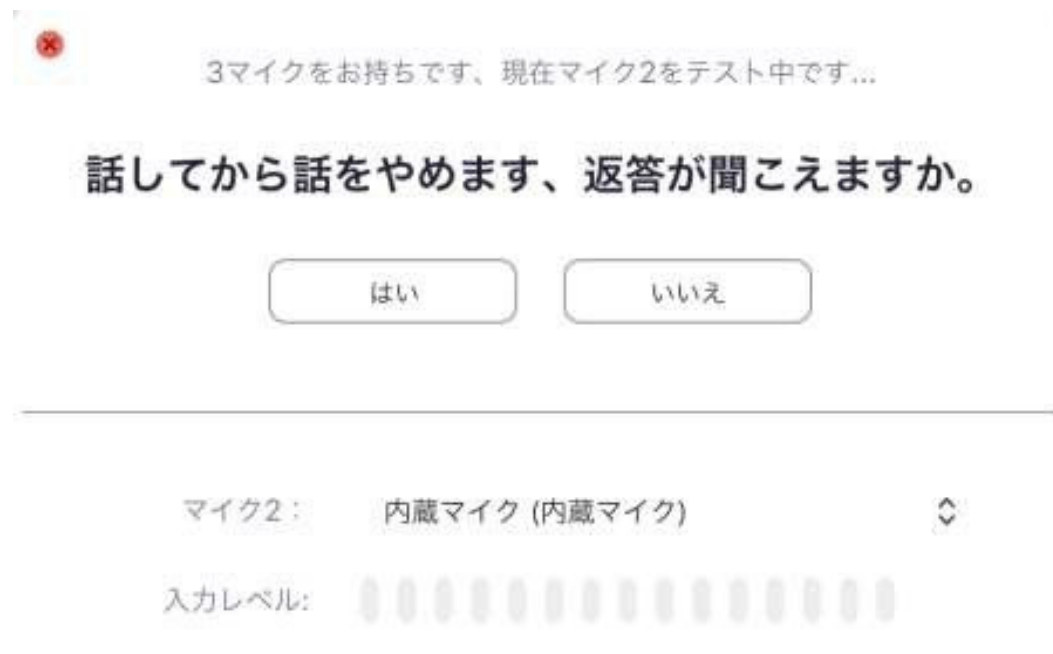 3マイクをお持ちです、現在マイク2をテスト中です...
話してから話をやめます、返答が聞こえますか。
はい
いいえ
マイク2：
内蔵マイク (内蔵マイク)
入力レベル: